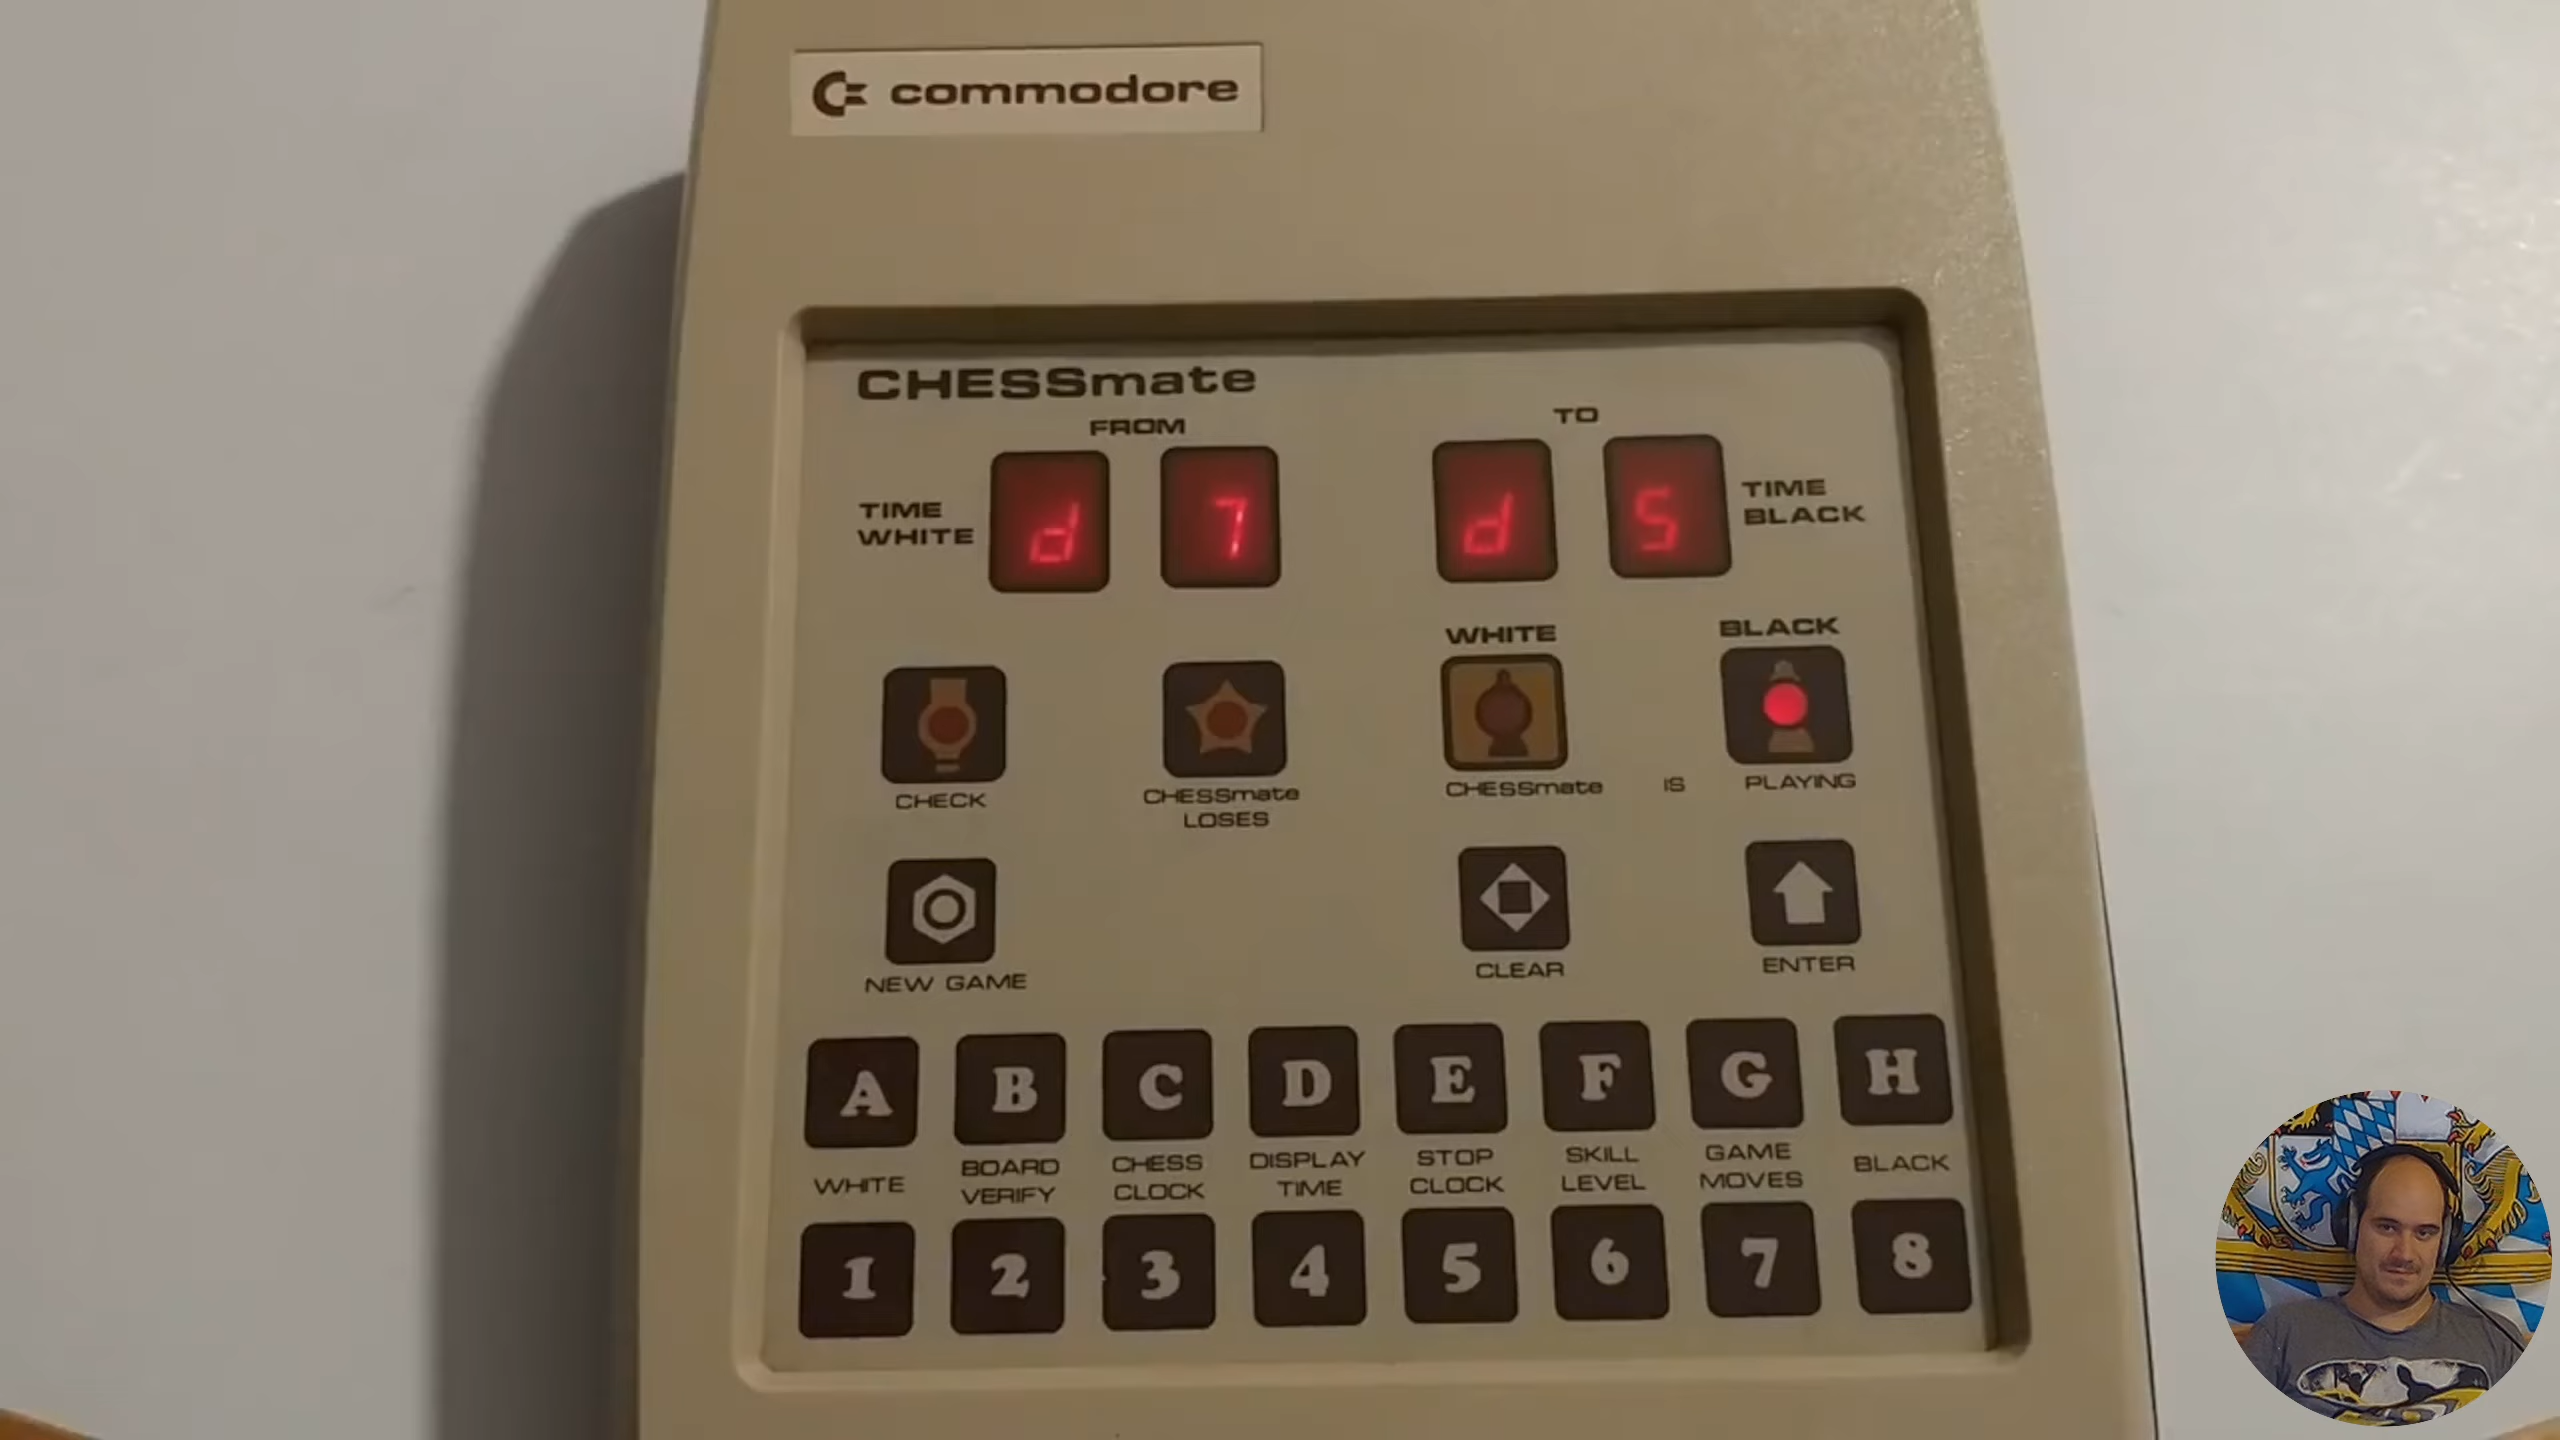 commodore
CHESSmate
FROM
TO
TIME
WHITE
d 7
d 5
TIME
BLACK
WHITE
BLACK
CHECK
CHESSmate
LOSES
CHESSmate IS PLAYING
NEW GAME
CLEAR
ENTER
A B C D E F G H
WHITE
BOARD
VERIFY
CHESS
CLOCK
DISPLAY
TIME
STOP
CLOCK
SKILL
LEVEL
GAME
MOVES
BLACK
1 2 3 4 5 6 7 8